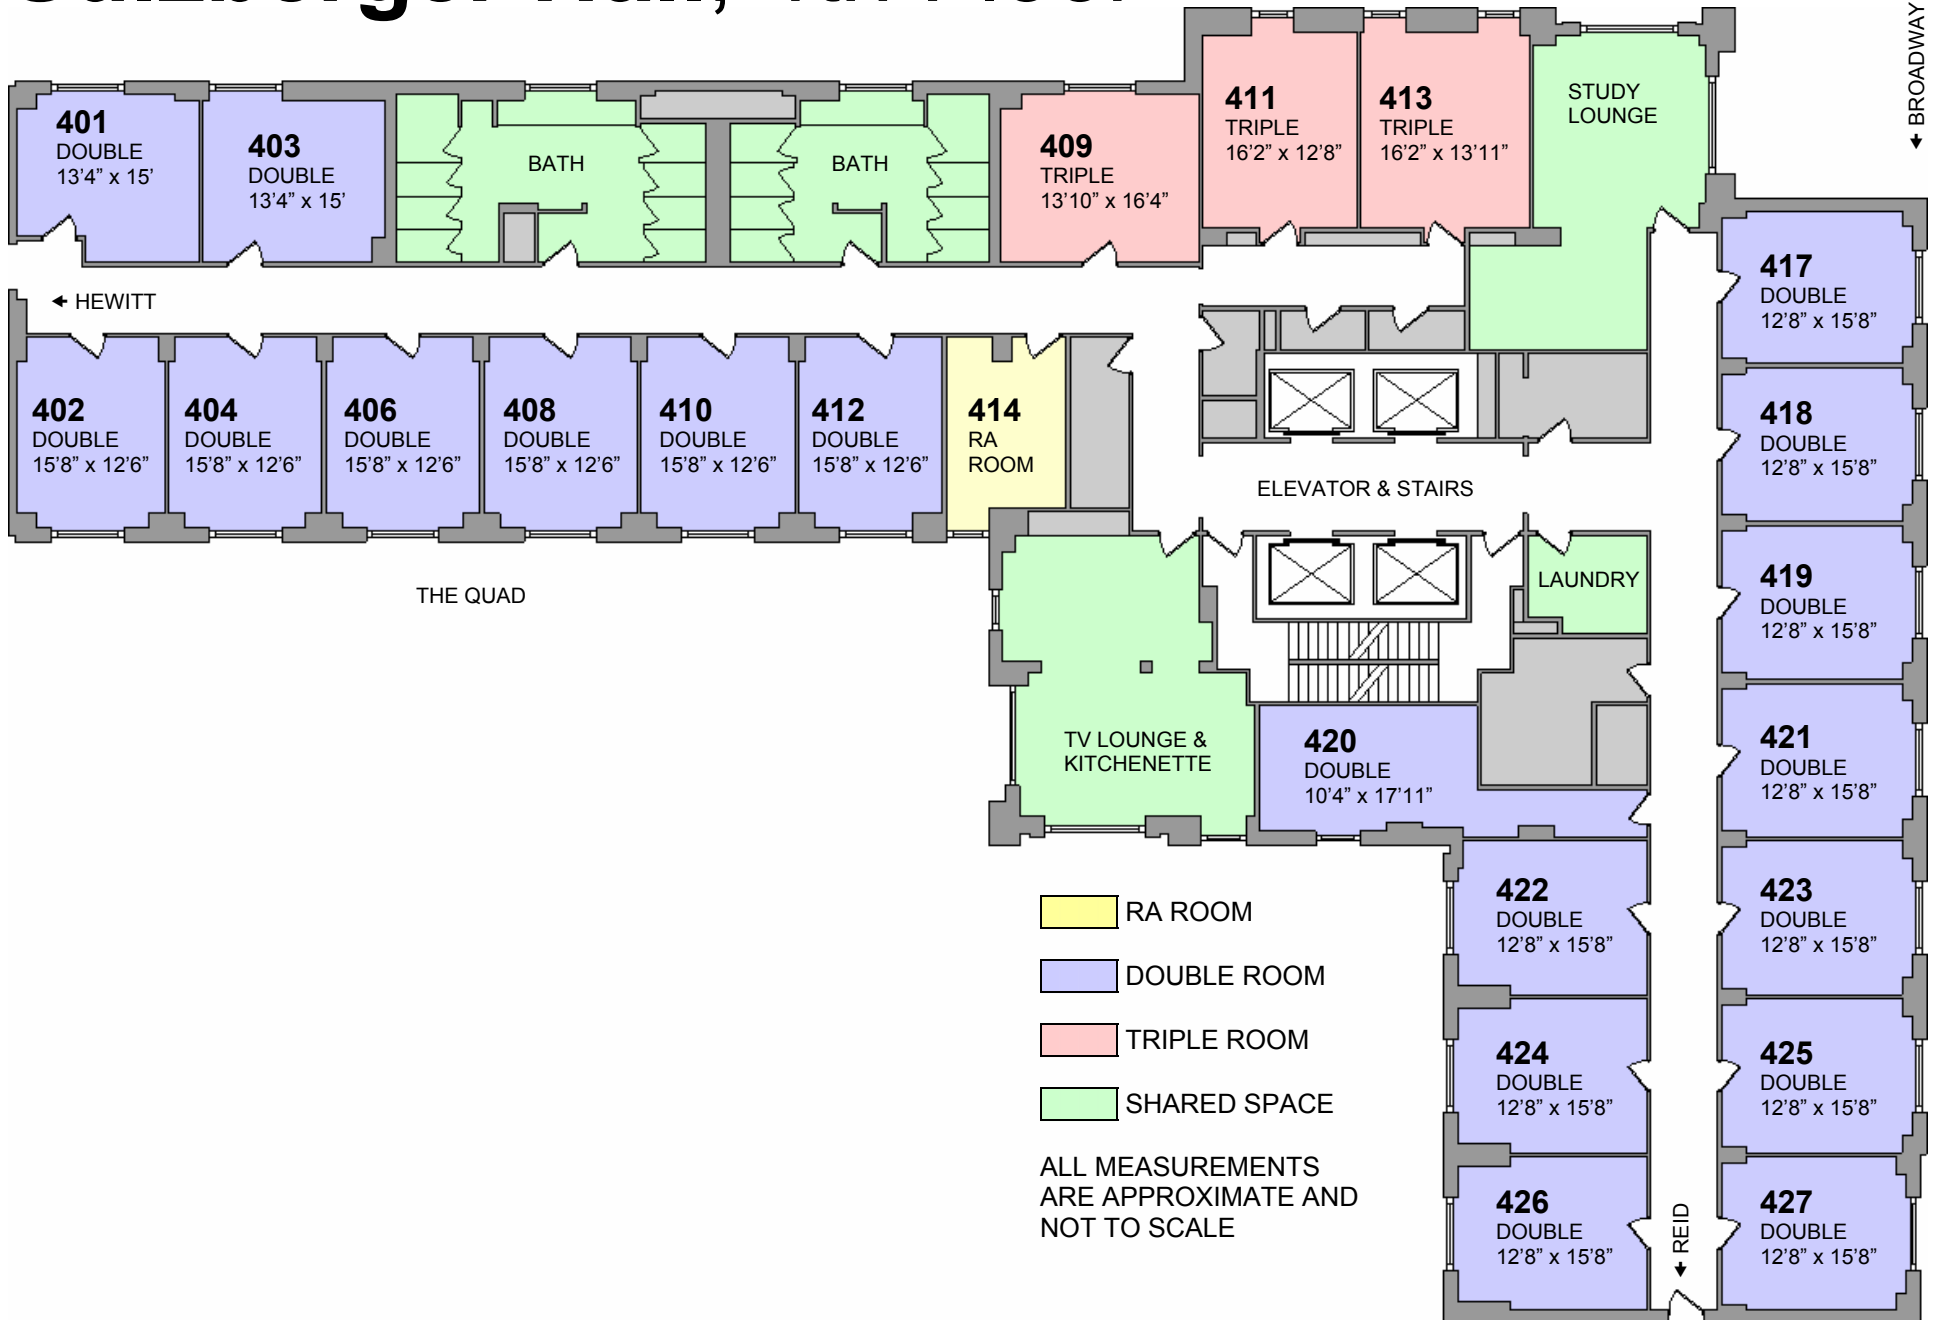 Sulzberger Hall, 4th Floor
BROADWAY
401
DOUBLE
13'4" x 15'
403
DOUBLE
13'4" x 15'
BATH
BATH
409
TRIPLE
13'10" x 16'4"
411
TRIPLE
16'2" x 12'8"
413
TRIPLE
16'2" x 13'11"
STUDY
LOUNGE
HEWITT
402
DOUBLE
15'8" x 12'6"
404
DOUBLE
15'8" x 12'6"
406
DOUBLE
15'8" x 12'6"
408
DOUBLE
15'8" x 12'6"
410
DOUBLE
15'8" x 12'6"
412
DOUBLE
15'8" x 12'6"
414
RA
ROOM
ELEVATOR & STAIRS
THE QUAD
LAUNDRY
TV LOUNGE &
KITCHENETTE
420
DOUBLE
10'4" x 17'11"
417
DOUBLE
12'8" x 15'8"
418
DOUBLE
12'8" x 15'8"
419
DOUBLE
12'8" x 15'8"
421
DOUBLE
12'8" x 15'8"
422
DOUBLE
12'8" x 15'8"
423
DOUBLE
12'8" x 15'8"
424
DOUBLE
12'8" x 15'8"
425
DOUBLE
12'8" x 15'8"
426
DOUBLE
12'8" x 15'8"
427
DOUBLE
12'8" x 15'8"
REID
RA ROOM
DOUBLE ROOM
TRIPLE ROOM
SHARED SPACE
ALL MEASUREMENTS
ARE APPROXIMATE AND
NOT TO SCALE